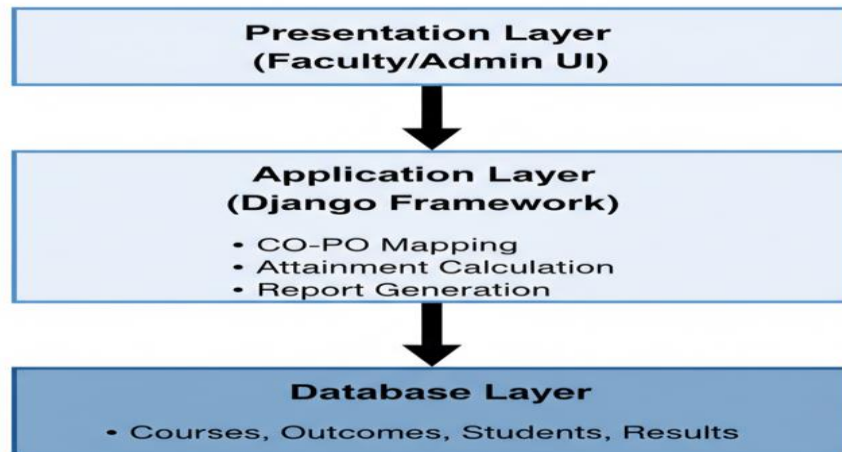 Presentation Layer
(Faculty/Admin UI)
Application Layer
(Django Framework)
• CO-PO Mapping
• Attainment Calculation
• Report Generation
Database Layer
• Courses, Outcomes, Students, Results